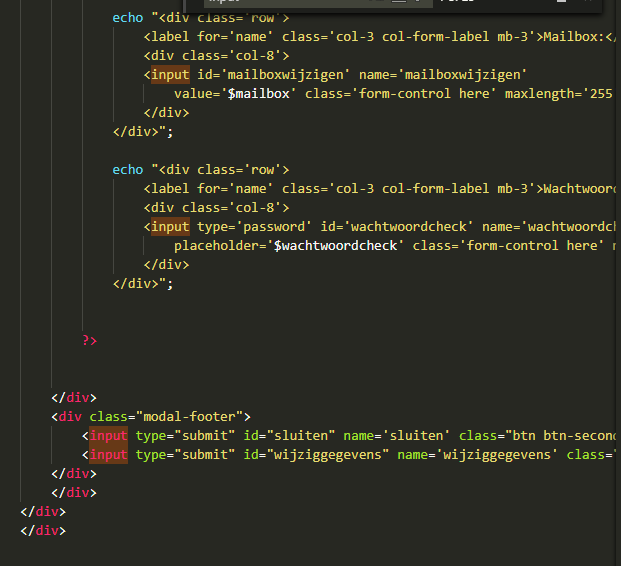 echo "<div class='row'>
<label for='name' class='col-3 col-form-label mb-3'>Mailbox:</
<div class='col-8'>
<input id='mailboxwijzigen' name='mailboxwijzigen'
value='$mailbox' class='form-control here' maxlength='255
</div>
</div>";
echo "<div class='row'>
<label for='name' class='col-3 col-form-label mb-3'>Wachtwoord
<div class='col-8'>
<input type='password' id='wachtwoordcheck' name='wachtwoordch
placeholder='$wachtwoordcheck' class='form-control here'
</div>
</div>";
?>
</div>
<div class="modal-footer">
<input type="submit" id="sluiten" name='sluiten' class="btn btn-second
<input type="submit" id="wijziggegevens" name='wijziggegevens' class=
</div>
</div>
</div>
</div>